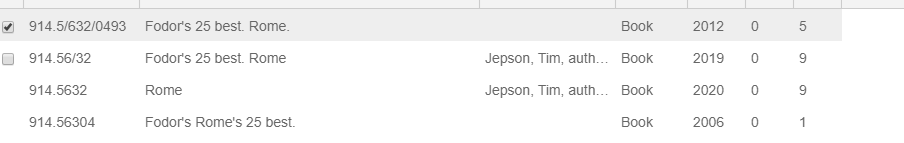 914.5/632/0493 Fodor's 25 best. Rome. Book 2012 0 5
914.56/32 Fodor's 25 best. Rome Jepson, Tim, auth... Book 2019 0 9
914.5632 Rome Jepson, Tim, auth... Book 2020 0 9
914.56304 Fodor's Rome's 25 best. Book 2006 0 1